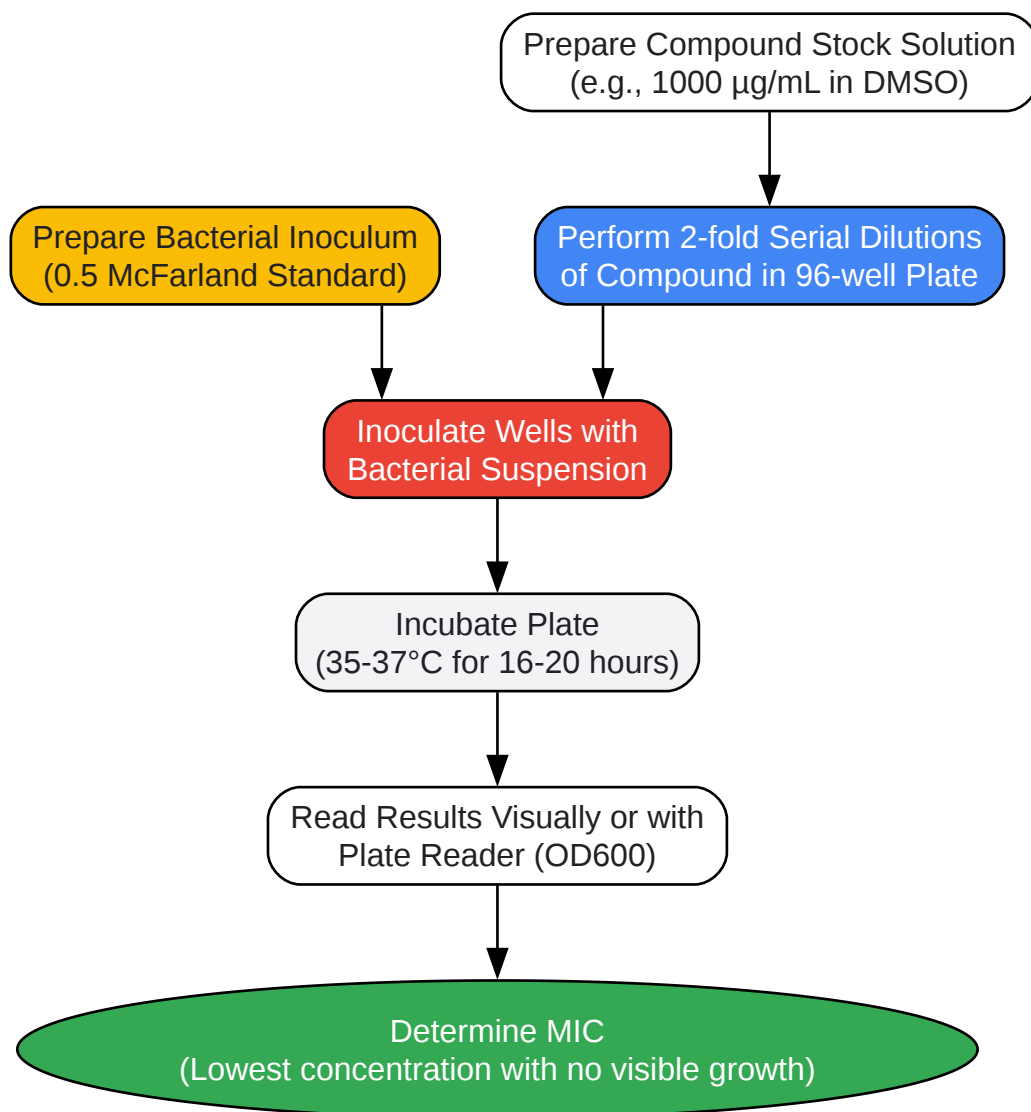 Prepare Compound Stock Solution
(e.g., 1000 µg/mL in DMSO)
Prepare Bacterial Inoculum
(0.5 McFarland Standard)
Perform 2-fold Serial Dilutions
of Compound in 96-well Plate
Inoculate Wells with
Bacterial Suspension
Incubate Plate
(35-37°C for 16-20 hours)
Read Results Visually or with
Plate Reader (OD600)
Determine MIC
(Lowest concentration with no visible growth)